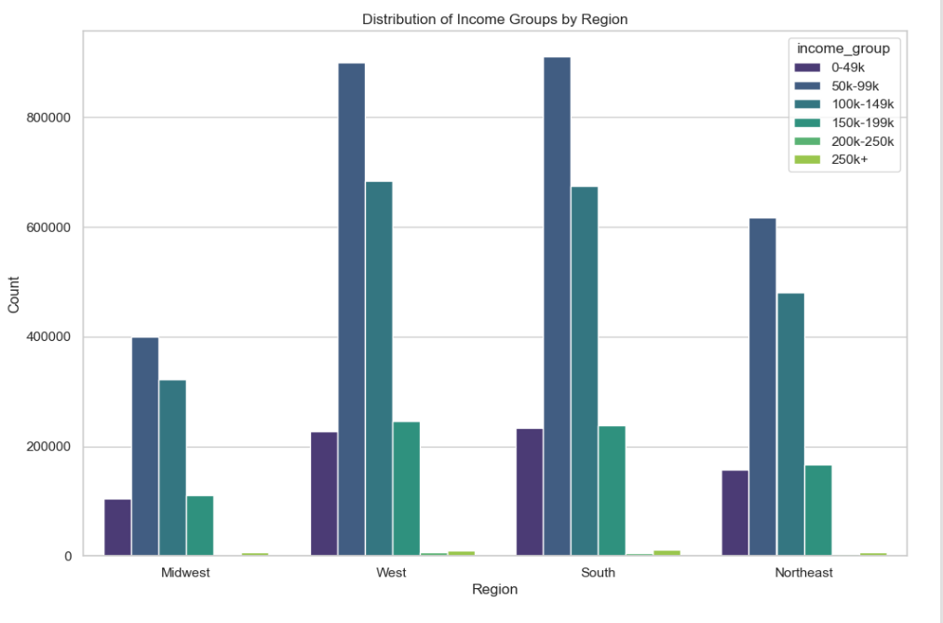 Distribution of Income Groups by Region
income_group
0-49k
50k-99k
100k-149k
150k-199k
200k-250k
250k+
800000
600000
400000
200000
0
Count
Midwest West South Northeast
Region